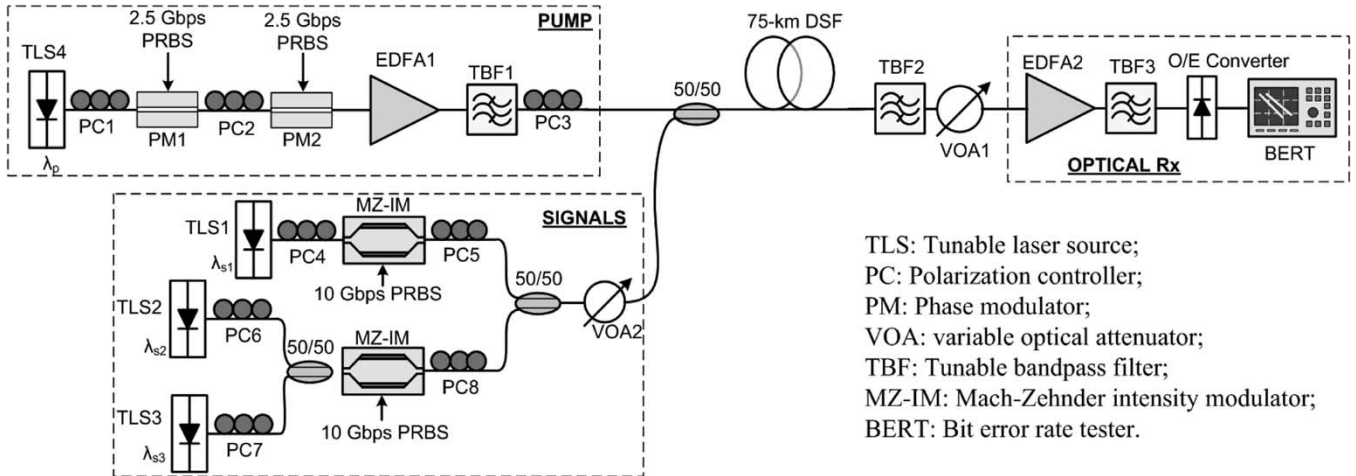 PUMP
2.5 Gbps
PRBS
2.5 Gbps
PRBS
TLS4
PC1
PM1
PC2
PM2
EDFA1
TBF1
PC3
λp
50/50
75-km DSF
TBF2
VOA1
EDFA2
TBF3
O/E Converter
BERT
OPTICAL Rx
SIGNALS
TLS1
λs1
PC4
MZ-IM
PC5
10 Gbps PRBS
TLS2
λs2
PC6
50/50
MZ-IM
PC8
10 Gbps PRBS
TLS3
λs3
PC7
50/50
VOA2
TLS: Tunable laser source;
PC: Polarization controller;
PM: Phase modulator;
VOA: variable optical attenuator;
TBF: Tunable bandpass filter;
MZ-IM: Mach-Zehnder intensity modulator;
BERT: Bit error rate tester.